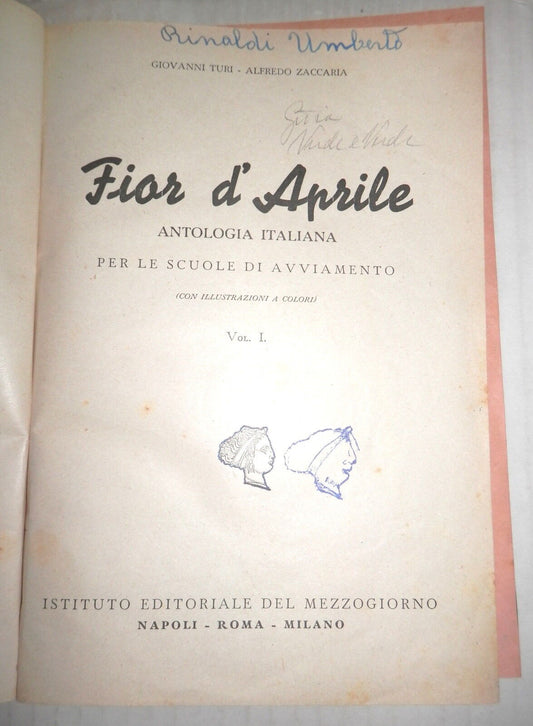 Rinaldi Umberto
GIOVANNI TURI - ALFREDO ZACCARIA
Fior d'Aprile
ANTOLOGIA ITALIANA
PER LE SCUOLE DI AVVIAMENTO
(CON ILLUSTRAZIONI A COLORI)
VOL. I.
ISTITUTO EDITORIALE DEL MEZZOGIORNO
NAPOLI - ROMA - MILANO